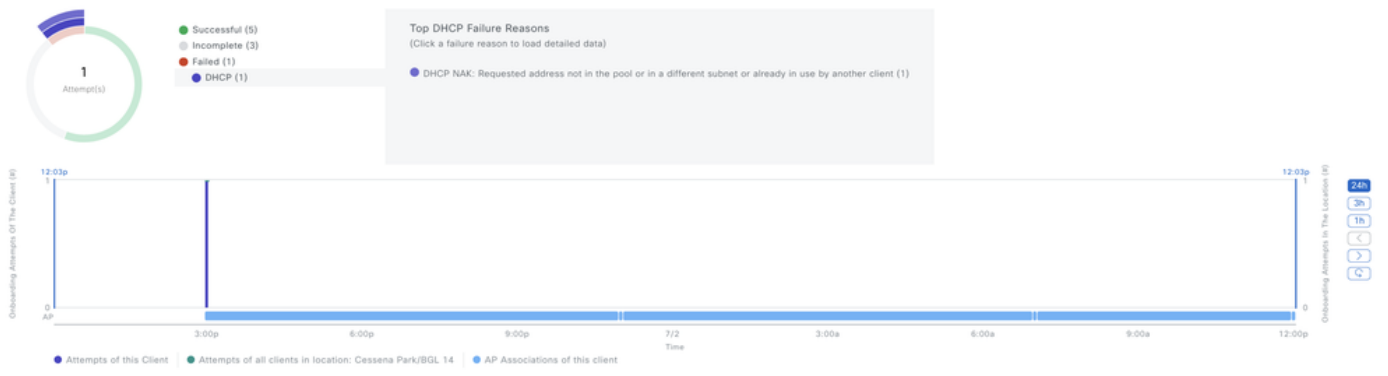 1
Attempt(s)
Successful (5)
Incomplete (3)
Failed (1)
DHCP (1)
Top DHCP Failure Reasons
(Click a failure reason to load detailed data)
DHCP NAK: Requested address not in the pool or in a different subnet or already in use by another client (1)
12:03p
12:03p
Onboarding Attempts Of The Client (#)
1
0
AP
1
0
Onboarding Attempts In The Location (#)
24h
3h
1h
3:00p 6:00p 9:00p 7/2 3:00a 6:00a 9:00a 12:00p
Time
Attempts of this Client Attempts of all clients in location: Cessena Park/BGL 14 AP Associations of this client